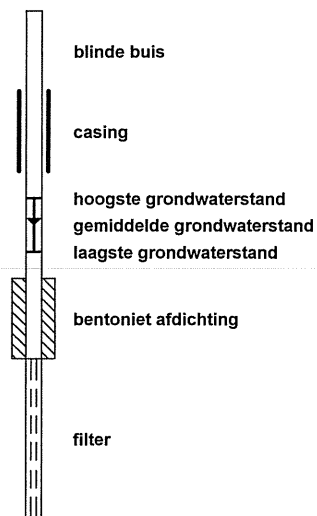 blinde buis
casing
hoogste grondwaterstand
gemiddelde grondwaterstand
laagste grondwaterstand
bentoniet afdichting
filter